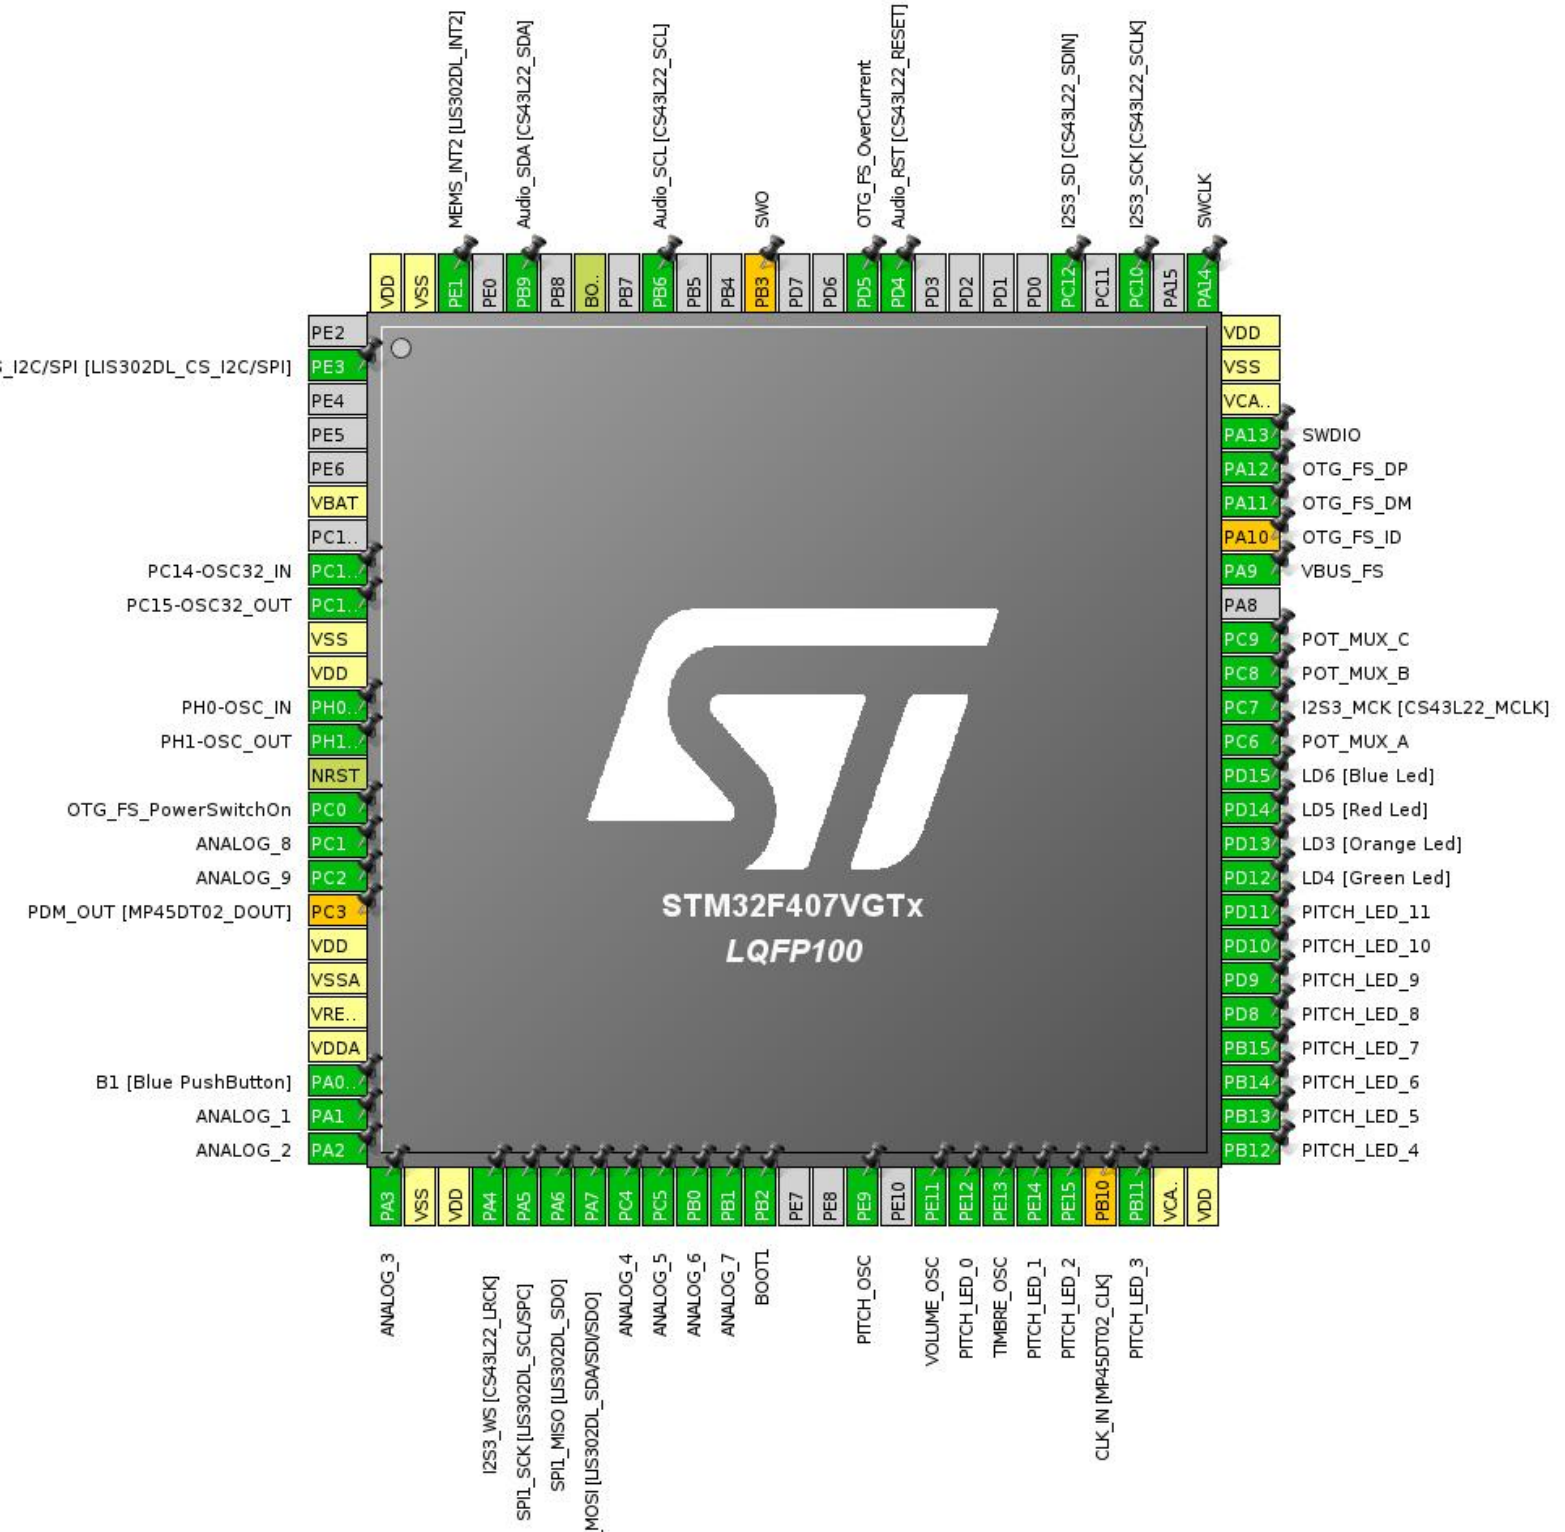 MEMS_INT2 [LIS302DL_INT2]
Audio_SDA [CS43L22_SDA]
Audio_SCL [CS43L22_SCL]
SWO
OTG_FS_OverCurrent
Audio_RST [CS43L22_RESET]
I2S3_SD [CS43L22_SDIN]
I2S3_SCK [CS43L22_SCLK]
SWCLK
VDD
VSS
PE1
PE0
PB9
PB8
BO..
PB7
PB6
PB5
PB4
PB3
PD7
PD6
PD5
PD4
PD3
PD2
PD1
PD0
PC12
PC11
PC10
PA15
PA14
PE2
S_I2C/SPI [LIS302DL_CS_I2C/SPI] PE3
PE4
PE5
PE6
VBAT
PC1..
PC14-OSC32_IN PC1..
PC15-OSC32_OUT PC1..
VSS
VDD
PH0-OSC_IN PH0..
PH1-OSC_OUT PH1..
NRST
OTG_FS_PowerSwitchOn PC0
ANALOG_8 PC1
ANALOG_9 PC2
PDM_OUT [MP45DT02_DOUT] PC3
VDD
VSSA
VRE..
VDDA
B1 [Blue PushButton] PA0..
ANALOG_1 PA1
ANALOG_2 PA2
STM32F407VGTx
LQFP100
VDD
VSS
VCA..
PA13 SWDIO
PA12 OTG_FS_DP
PA11 OTG_FS_DM
PA10 OTG_FS_ID
PA9 VBUS_FS
PA8
PC9 POT_MUX_C
PC8 POT_MUX_B
PC7 I2S3_MCK [CS43L22_MCLK]
PC6 POT_MUX_A
PD15 LD6 [Blue Led]
PD14 LD5 [Red Led]
PD13 LD3 [Orange Led]
PD12 LD4 [Green Led]
PD11 PITCH_LED_11
PD10 PITCH_LED_10
PD9 PITCH_LED_9
PD8 PITCH_LED_8
PB15 PITCH_LED_7
PB14 PITCH_LED_6
PB13 PITCH_LED_5
PB12 PITCH_LED_4
PA3
VSS
VDD
PA4
PA5
PA6
PA7
PC4
PC5
PB0
PB1
PB2
PE7
PE8
PE9
PE10
PE11
PE12
PE13
PE14
PE15
PB10
PB11
VCA..
VDD
ANALOG_3
I2S3_WS [CS43L22_LRCK]
SPI1_SCK [LIS302DL_SCL/SPC]
SPI1_MISO [LIS302DL_SDO]
_MOSI [LIS302DL_SDA/SDI/SDO]
ANALOG_4
ANALOG_5
ANALOG_6
ANALOG_7
BOOT1
PITCH_OSC
VOLUME_OSC
PITCH_LED_0
TIMBRE_OSC
PITCH_LED_1
PITCH_LED_2
CLK_IN [MP45DT02_CLK]
PITCH_LED_3